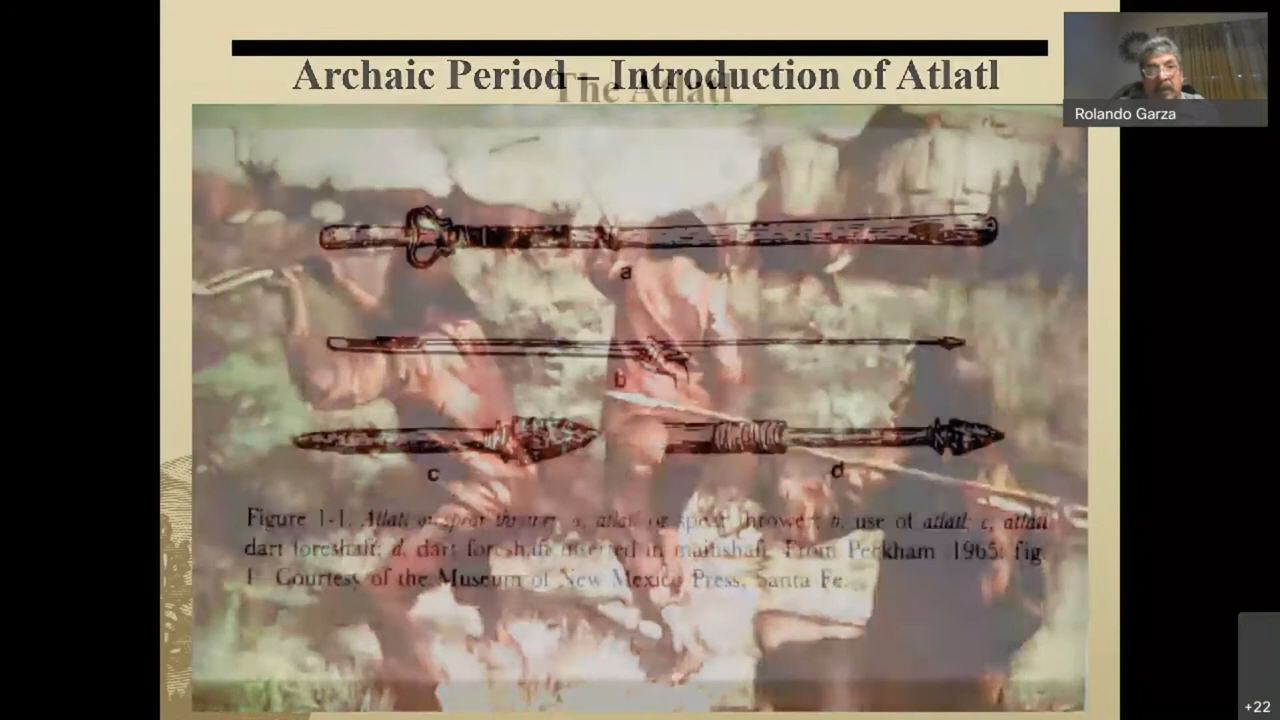 Archaic Period – Introduction of Atlatl
The Atlatl
Rolando Garza
a
b
c
d
Figure 1-1. Atlatl or spear thrower: a, atlatl or spear thrower; b, use of atlatl; c, atlatl
dart foreshaft; d, dart foreshaft inserted in mainshaft. From Peckham 1965: fig
1. Courtesy of the Museum of New Mexico Press, Santa Fe.
+22